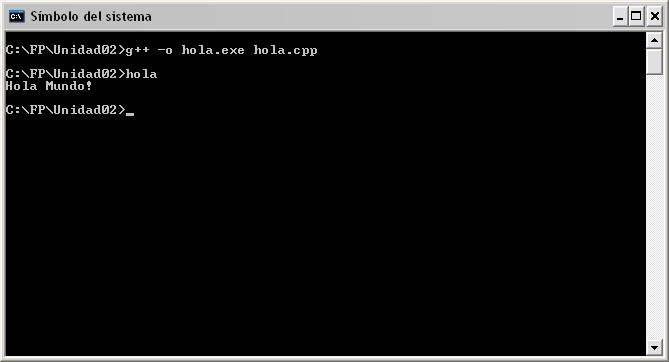 Símbolo del sistema
C:\FP\Unidad02>g++ -o hola.exe hola.cpp
C:\FP\Unidad02>hola
Hola Mundo!
C:\FP\Unidad02>_